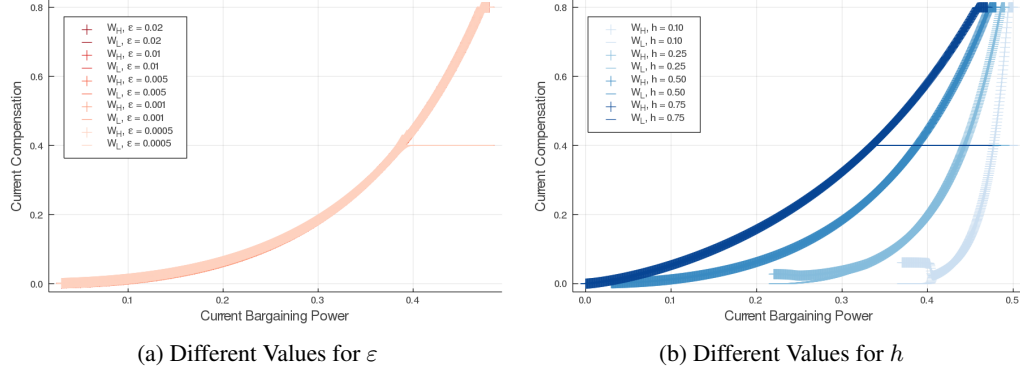 0.8
0.6
0.4
0.2
0.0
Current Compensation
W_H, ε = 0.02
W_L, ε = 0.02
W_H, ε = 0.01
W_L, ε = 0.01
W_H, ε = 0.005
W_L, ε = 0.005
W_H, ε = 0.001
W_L, ε = 0.001
W_H, ε = 0.0005
W_L, ε = 0.0005
0.1 0.2 0.3 0.4
Current Bargaining Power
(a) Different Values for ε
0.8
0.6
0.4
0.2
0.0
Current Compensation
W_H, h = 0.10
W_L, h = 0.10
W_H, h = 0.25
W_L, h = 0.25
W_H, h = 0.50
W_L, h = 0.50
W_H, h = 0.75
W_L, h = 0.75
0.0 0.1 0.2 0.3 0.4 0.5
Current Bargaining Power
(b) Different Values for h